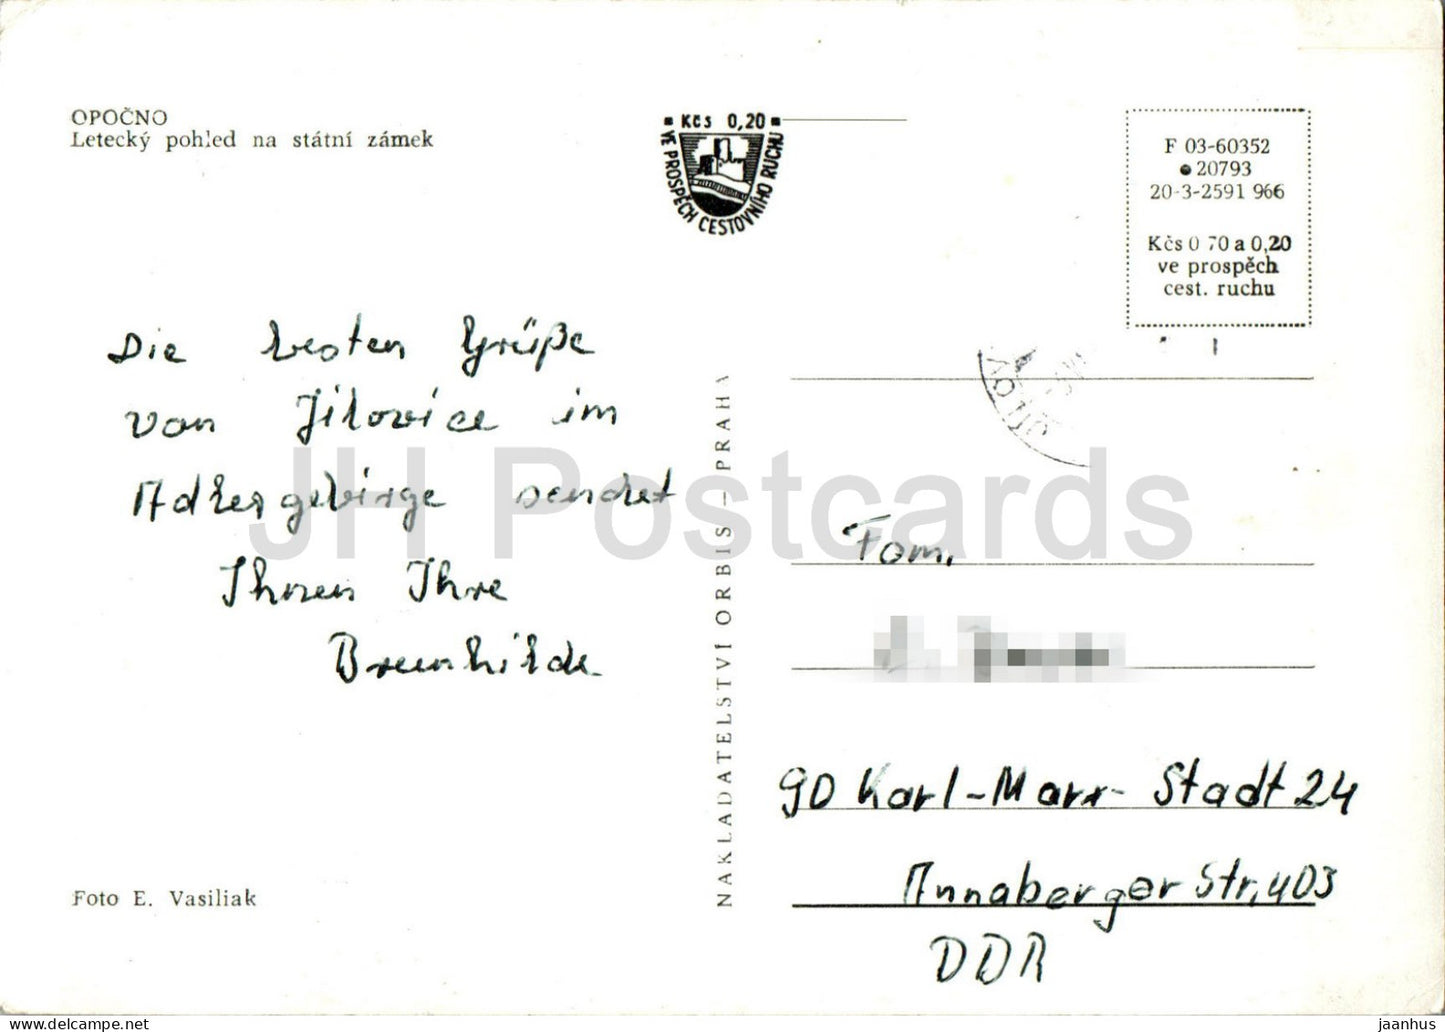 OPOČNO
Letecký pohled na státní zámek
Kčs 0,20
VE PROSPĚCH CESTOVNÍHO RUCHU
F 03-60352
20793
20-3-2591 966
Kčs 0 70 a 0,20
ve prospěch
cest. ruchu
Die besten Grüße
von Jilovice im
Adlergebirge sendet
Ihnen Ihre
Brunhilde
NAKLADATELSTVÍ ORBIS – PRAHA
Fam.
90 Karl-Marx-Stadt 24
Annaberger Str. 403
DDR
Foto E. Vasiliak
JH Postcards
delcampe.net
jaanhus